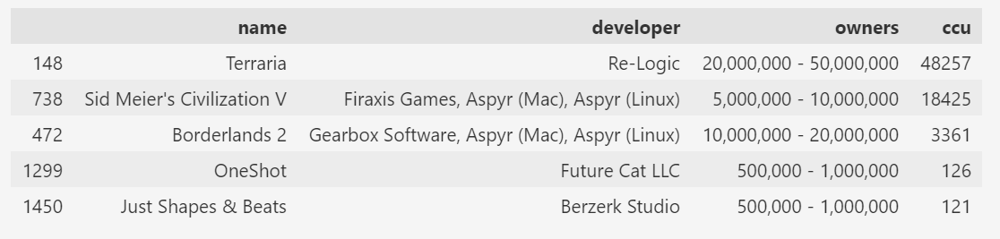 name developer owners ccu
148 Terraria Re-Logic 20,000,000 - 50,000,000 48257
738 Sid Meier's Civilization V Firaxis Games, Aspyr (Mac), Aspyr (Linux) 5,000,000 - 10,000,000 18425
472 Borderlands 2 Gearbox Software, Aspyr (Mac), Aspyr (Linux) 10,000,000 - 20,000,000 3361
1299 OneShot Future Cat LLC 500,000 - 1,000,000 126
1450 Just Shapes & Beats Berzerk Studio 500,000 - 1,000,000 121